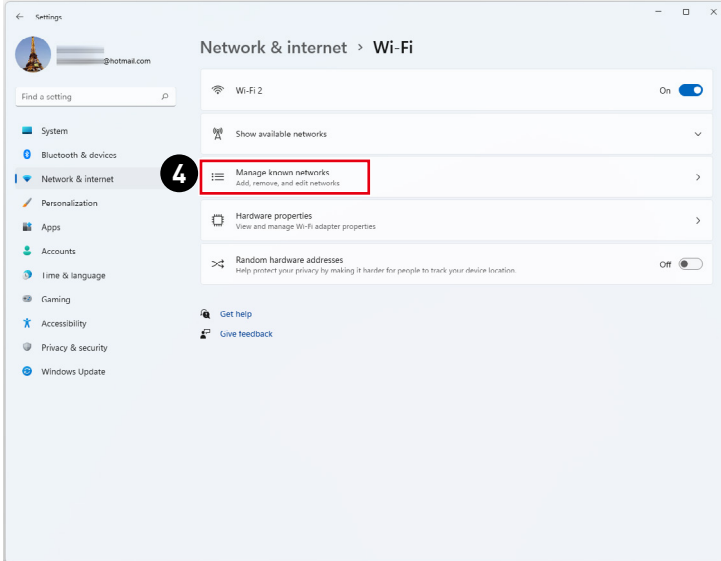 Settings
@hotmail.com
Find a setting
System
Bluetooth & devices
Network & internet
Personalization
Apps
Accounts
Time & language
Gaming
Accessibility
Privacy & security
Windows Update
Network & internet > Wi-Fi
Wi-Fi 2 On
Show available networks
4
Manage known networks
Add, remove, and edit networks
Hardware properties
View and manage Wi-Fi adapter properties
Random hardware addresses
Help protect your privacy by making it harder for people to track your device location.
Off
Get help
Give feedback